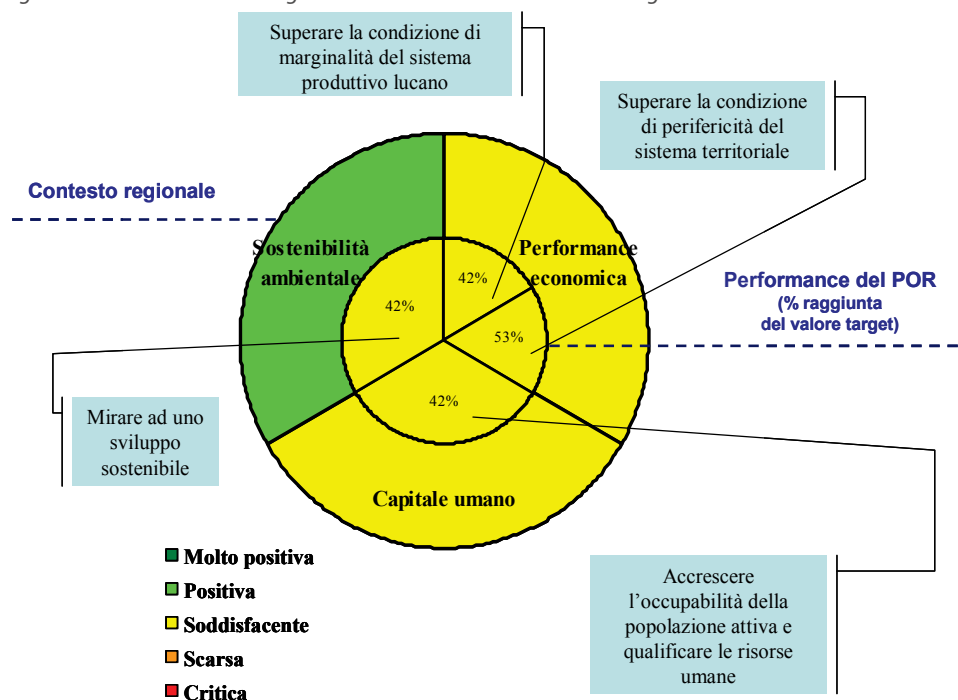 Superare la condizione di
marginalità del sistema
produttivo lucano
Superare la condizione
di perifericità del
sistema territoriale
Contesto regionale
Sostenibilità
ambientale
Performance
economica
42%
42%
53%
42%
Performance del POR
(% raggiunta
del valore target)
Mirare ad uno
sviluppo
sostenibile
Capitale umano
Molto positiva
Positiva
Soddisfacente
Scarsa
Critica
Accrescere
l’occupabilità della
popolazione attiva e
qualificare le risorse
umane